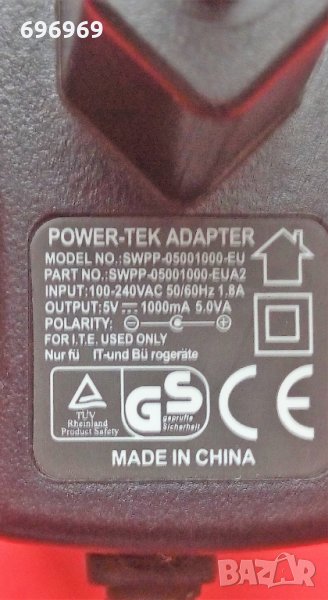 696969
POWER-TEK ADAPTER
MODEL NO.:SWPP-05001000-EU
PART NO.:SWPP-05001000-EUA2
INPUT:100-240VAC 50/60Hz 1.8A
OUTPUT:5V 1000mA 5.0VA
POLARITY:
FOR I.T.E. USED ONLY
Nur fü IT-und Bü rogeräte
TÜV
Rheinland
Product Safety
GS
geprüfte
Sicherheit
CE
MADE IN CHINA
BAZAR
.bg